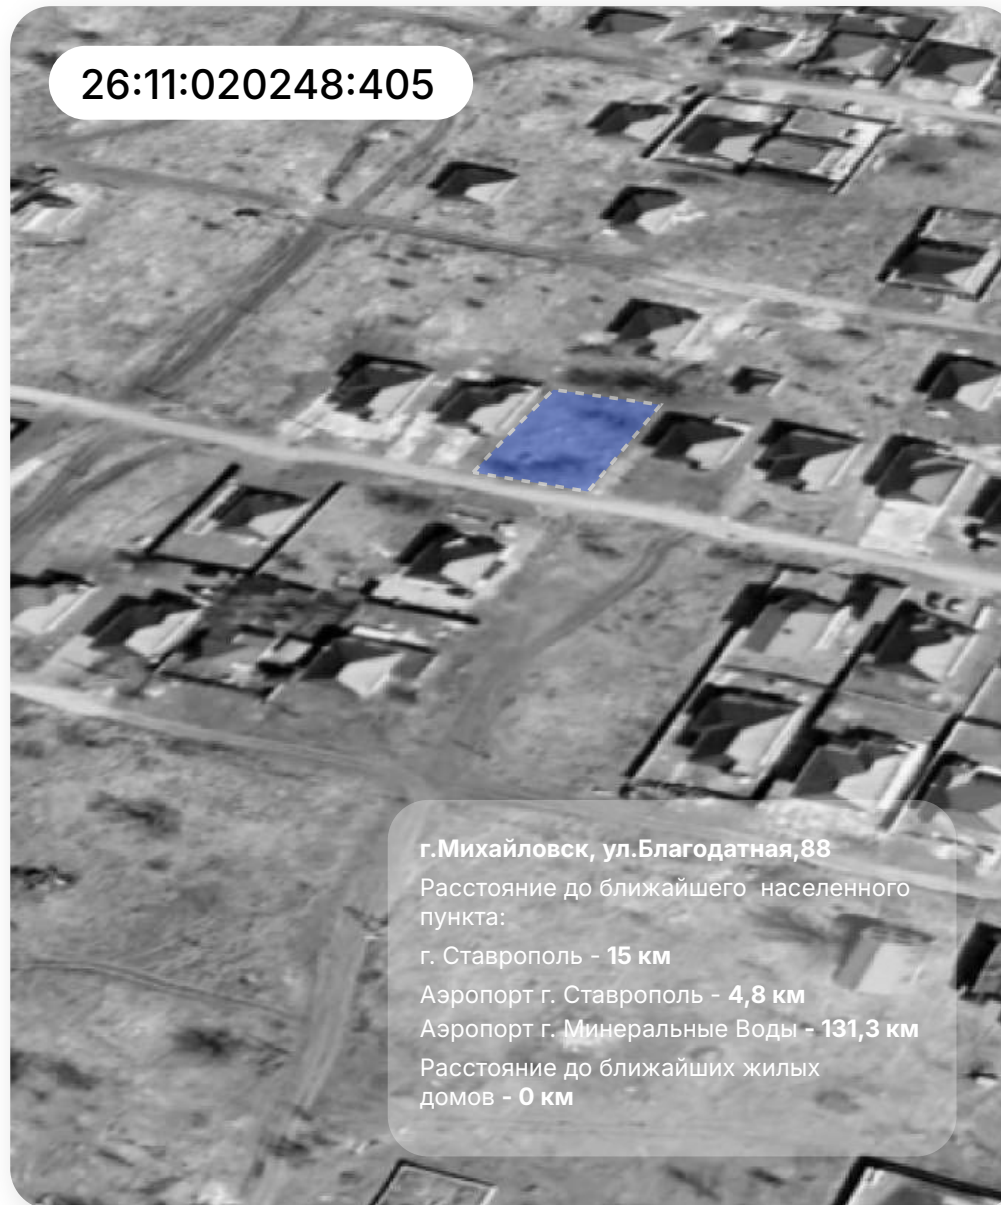 26:11:020248:405
г.Михайловск, ул.Благодатная,88
Расстояние до ближайшего  населенного
пункта:
г. Ставрополь - 15 км
Аэропорт г. Ставрополь - 4,8 км
Аэропорт г. Минеральные Воды - 131,3 км
Расстояние до ближайших жилых
домов - 0 км